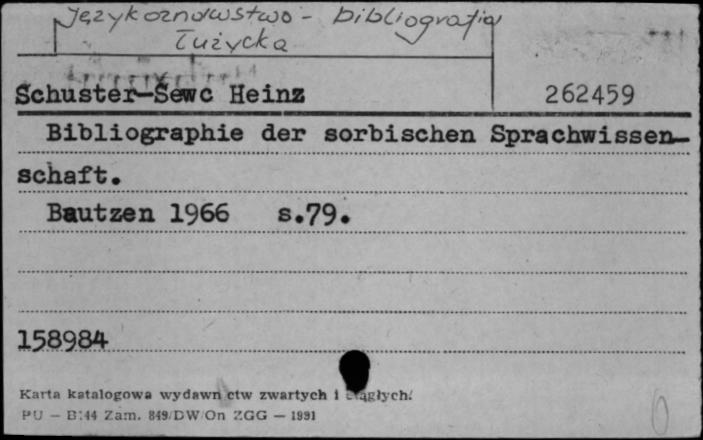 Językoznawstwo - bibliografia
Łużycka
Schuster-Šewc Heinz 262459
Bibliographie der sorbischen Sprachwissen-
schaft.
Bautzen 1966 s.79.
158984
Karta katalogowa wydawnictw zwartych i ciągłych.
PU — B:44 Zam. 849/DW/On ZGG — 1991